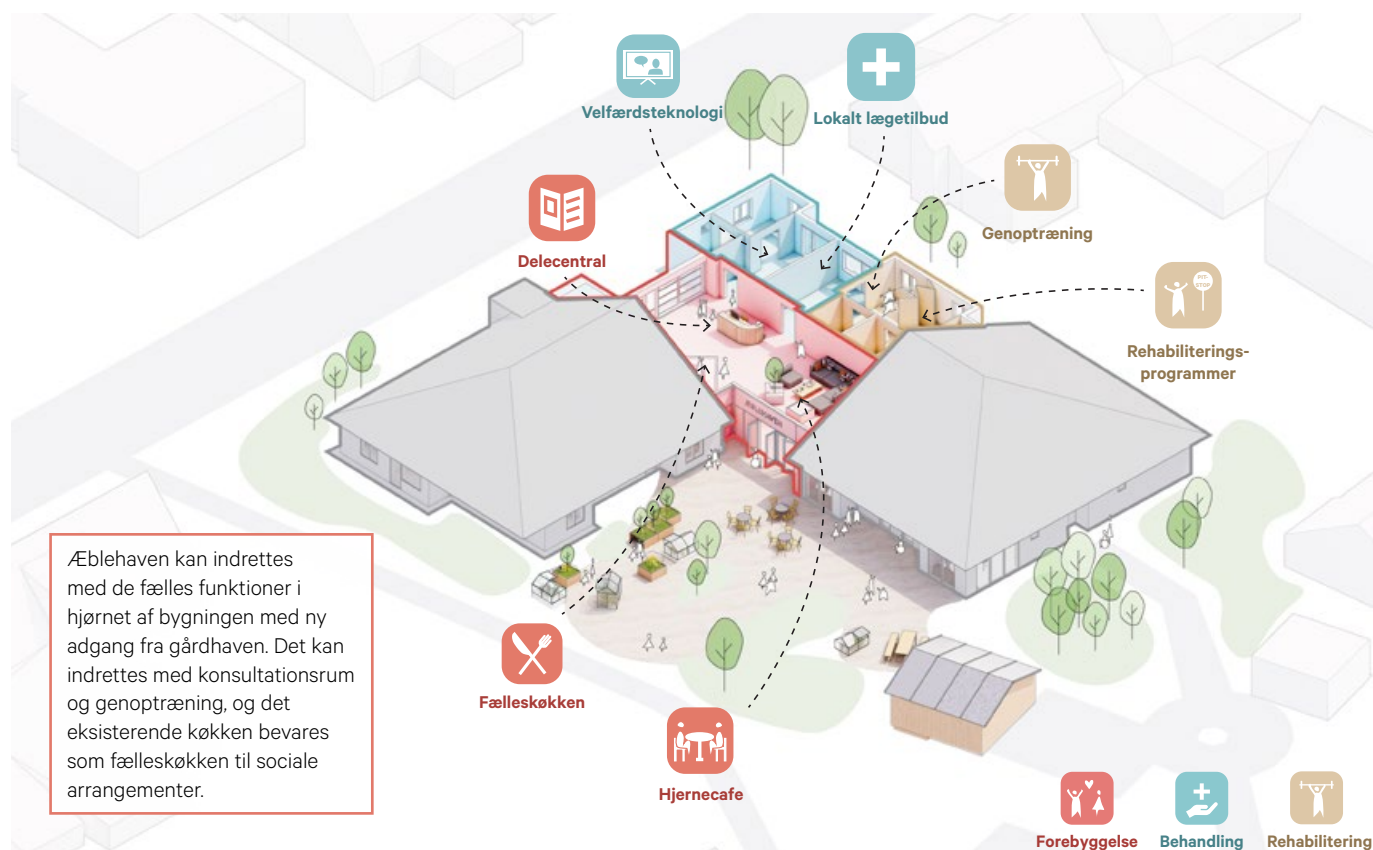 Velfærdsteknologi
Lokalt lægetilbud
Genoptræning
Delecentral
PIT-
STOP
Rehabiliterings-
programmer
Æblehaven kan indrettes
med de fælles funktioner i
hjørnet af bygningen med ny
adgang fra gårdhaven. Det kan
indrettes med konsultationsrum
og genoptræning, og det
eksisterende køkken bevares
som fælleskøkken til sociale
arrangementer.
Fælleskøkken
Hjernecafe
Forebyggelse
Behandling
Rehabilitering